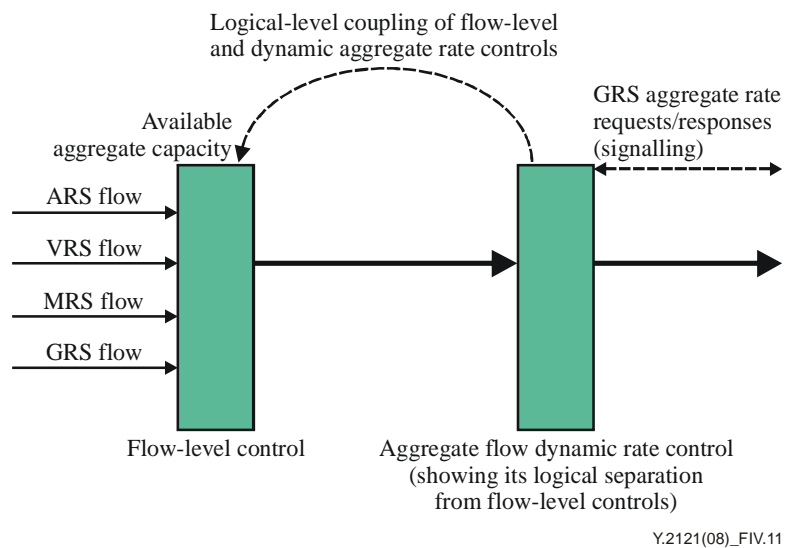 Logical-level coupling of flow-level
and dynamic aggregate rate controls
GRS aggregate rate
requests/responses
(signalling)
Available
aggregate capacity
ARS flow
VRS flow
MRS flow
GRS flow
Flow-level control
Aggregate flow dynamic rate control
(showing its logical separation
from flow-level controls)
Y.2121(08)_FIV.11